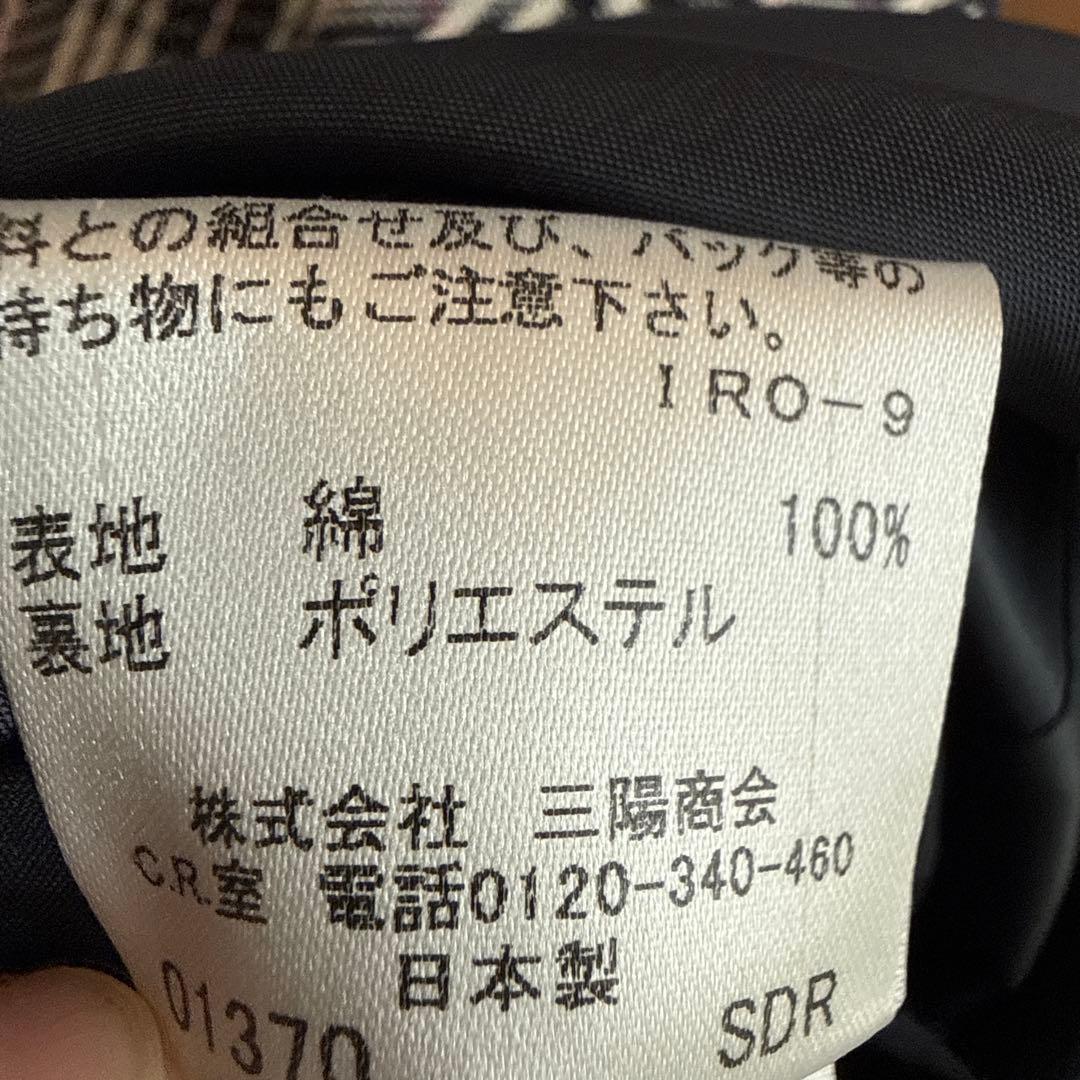 料との組合せ及び、バック等の
持ち物にもご注意下さい。
IRO-9
表地 綿 100%
裏地 ポリエステル
株式会社 三陽商会
C.R.室 電話0120-340-460
日本製
01370 SDR